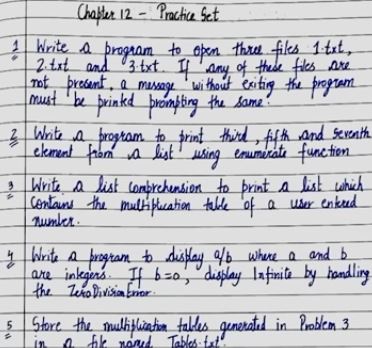 Chapter 12 - Practice Set
1 Write a program to open three files 1.txt,
2.txt and 3.txt. If any of these files are
not present, a message without exiting the program
must be printed prompting the same.
2 Write a program to print third, fifth and seventh
element from a list using enumerate function
3 Write a list comprehension to print a list which
contains the multiplication table of a user entered
number.
4 Write a program to display a/b where a and b
are integers. If b=0, display Infinite by handling
the ZeroDivisionError.
5 Store the multiplication tables generated in Problem 3
in a file named Tables.txt.